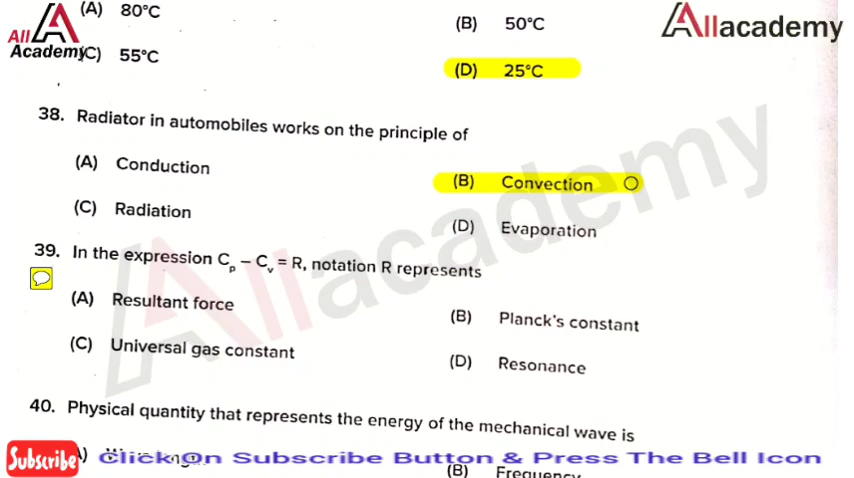 (A) 80°C
(B) 50°C
All
Academy
Allacademy
(C) 55°C
(D) 25°C
38. Radiator in automobiles works on the principle of
(A) Conduction
(B) Convection
(C) Radiation
(D) Evaporation
Allacademy
39. In the expression Cp – Cv = R, notation R represents
(A) Resultant force
(B) Planck's constant
(C) Universal gas constant
(D) Resonance
40. Physical quantity that represents the energy of the mechanical wave is
Subscribe
Click On Subscribe Button & Press The Bell Icon
(B) Frequency